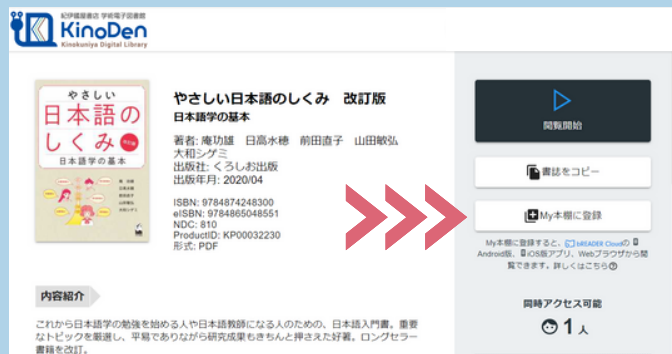 紀伊國屋書店 学術電子図書館
KinoDen
Kinokuniya Digital Library
やさしい
日本語の
しくみ
改訂版
日本語学の基本
やさしい日本語のしくみ 改訂版
日本語学の基本
著者: 庵功雄 日高水穂 前田直子 山田敏弘
大和シゲミ
出版社: くろしお出版
出版年月: 2020/04
ISBN: 9784874248300
eISBN: 9784865048551
NDC: 810
ProductID: KP00032230
形式: PDF
閲覧開始
書誌をコピー
My本棚に登録
My本棚に登録すると、bREADER Cloudの
Android版、iOS版アプリ、Webブラウザから閲
覧できます。詳しくはこちら
同時アクセス可能
1人
内容紹介
これから日本語学の勉強を始める人や日本語教師になる人のための、日本語入門書。重要
なトピックを厳選し、平易でありながら研究成果もきちんと押さえた好著。ロングセラー
書籍を改訂。